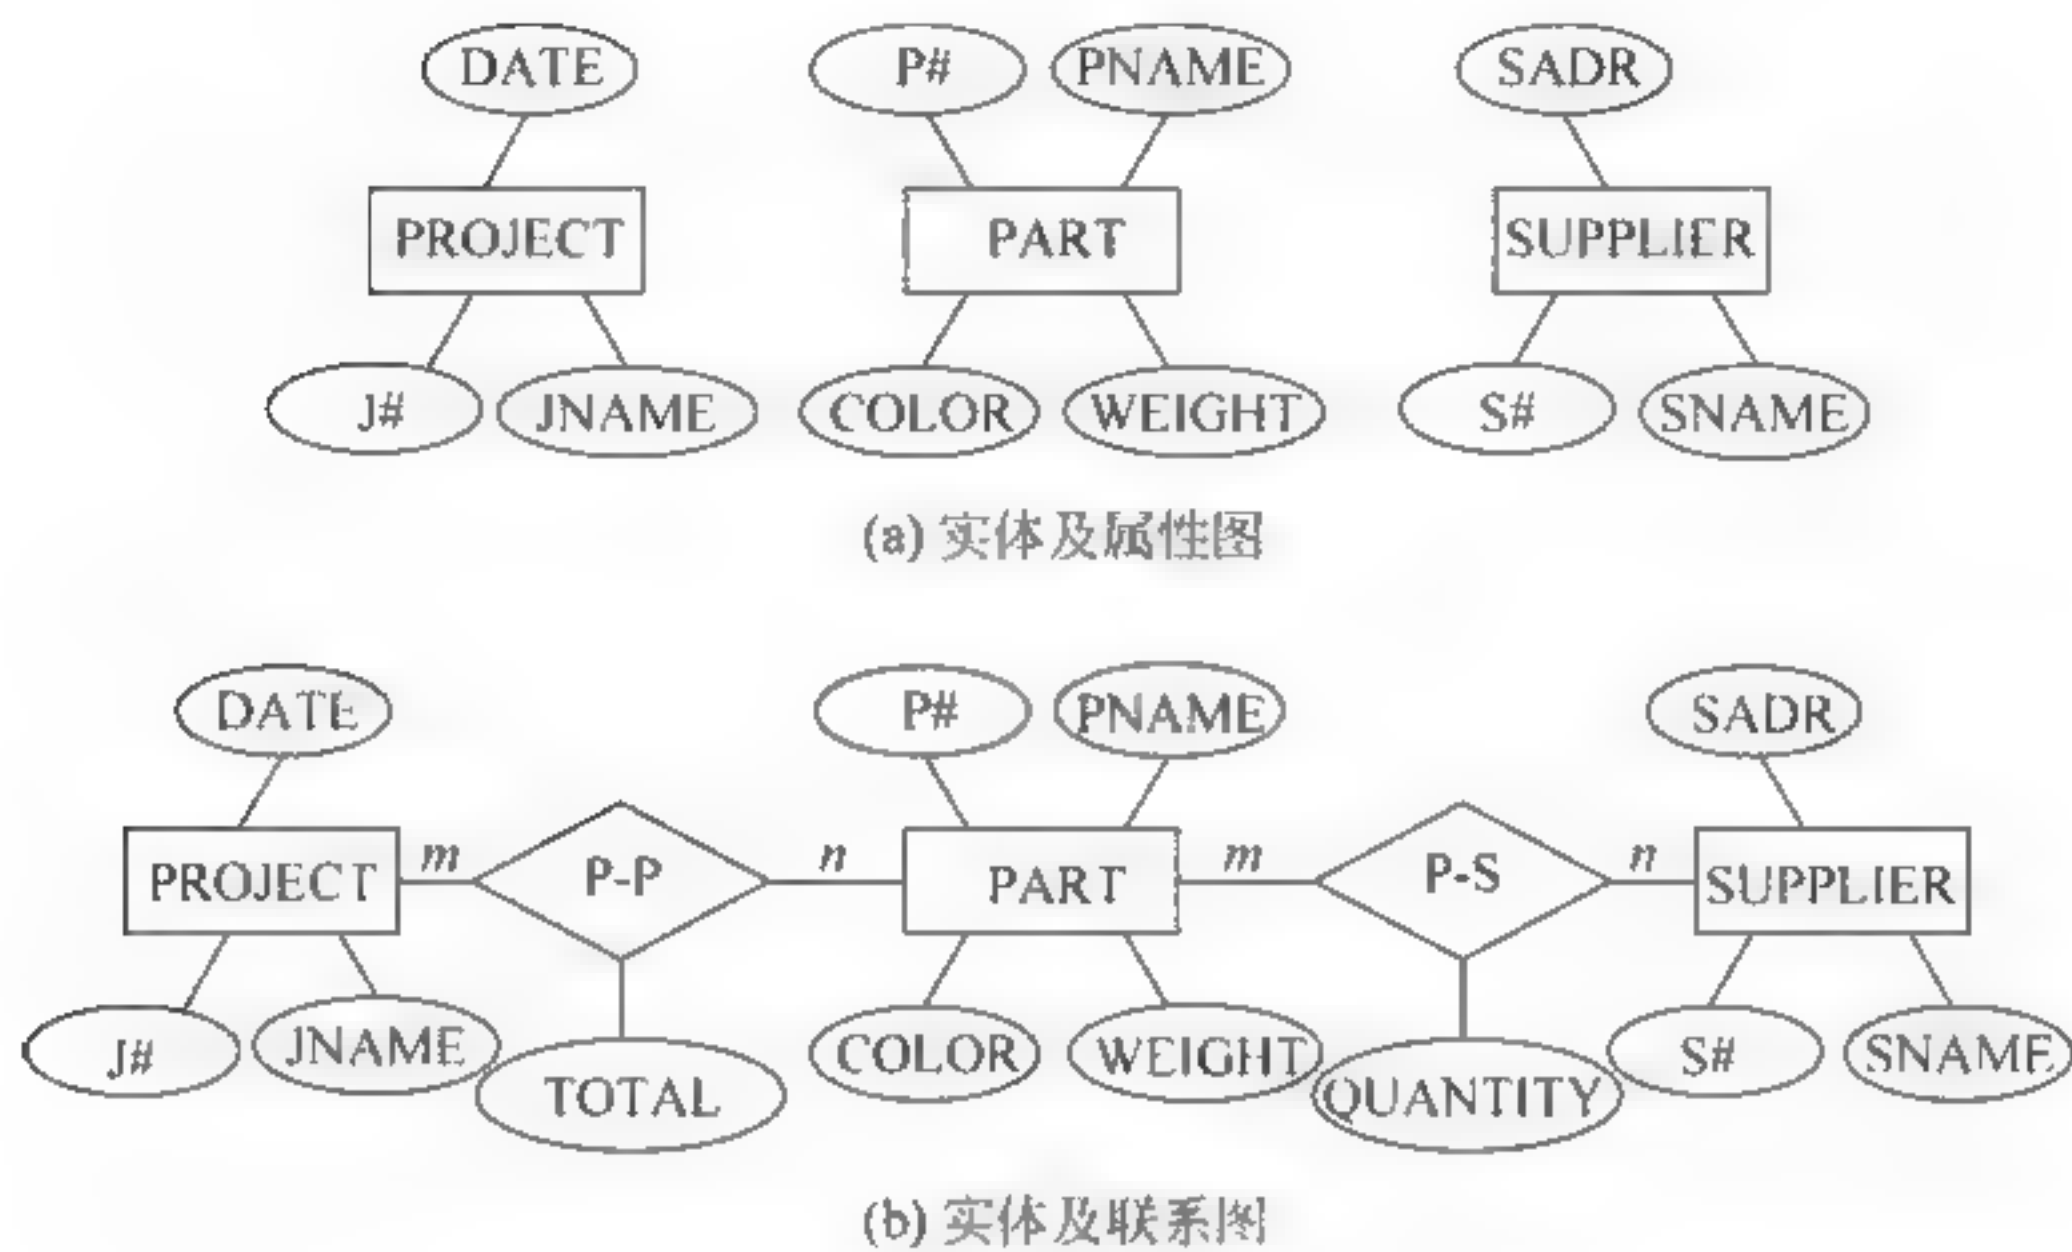 DATE P# PNAME SADR
PROJECT PART SUPPLIER
J# JNAME COLOR WEIGHT S# SNAME
(a) 实体及属性图
DATE P# PNAME SADR
PROJECT m P-P n PART m P-S n SUPPLIER
J# JNAME TOTAL COLOR WEIGHT QUANTITY S# SNAME
(b) 实体及联系图